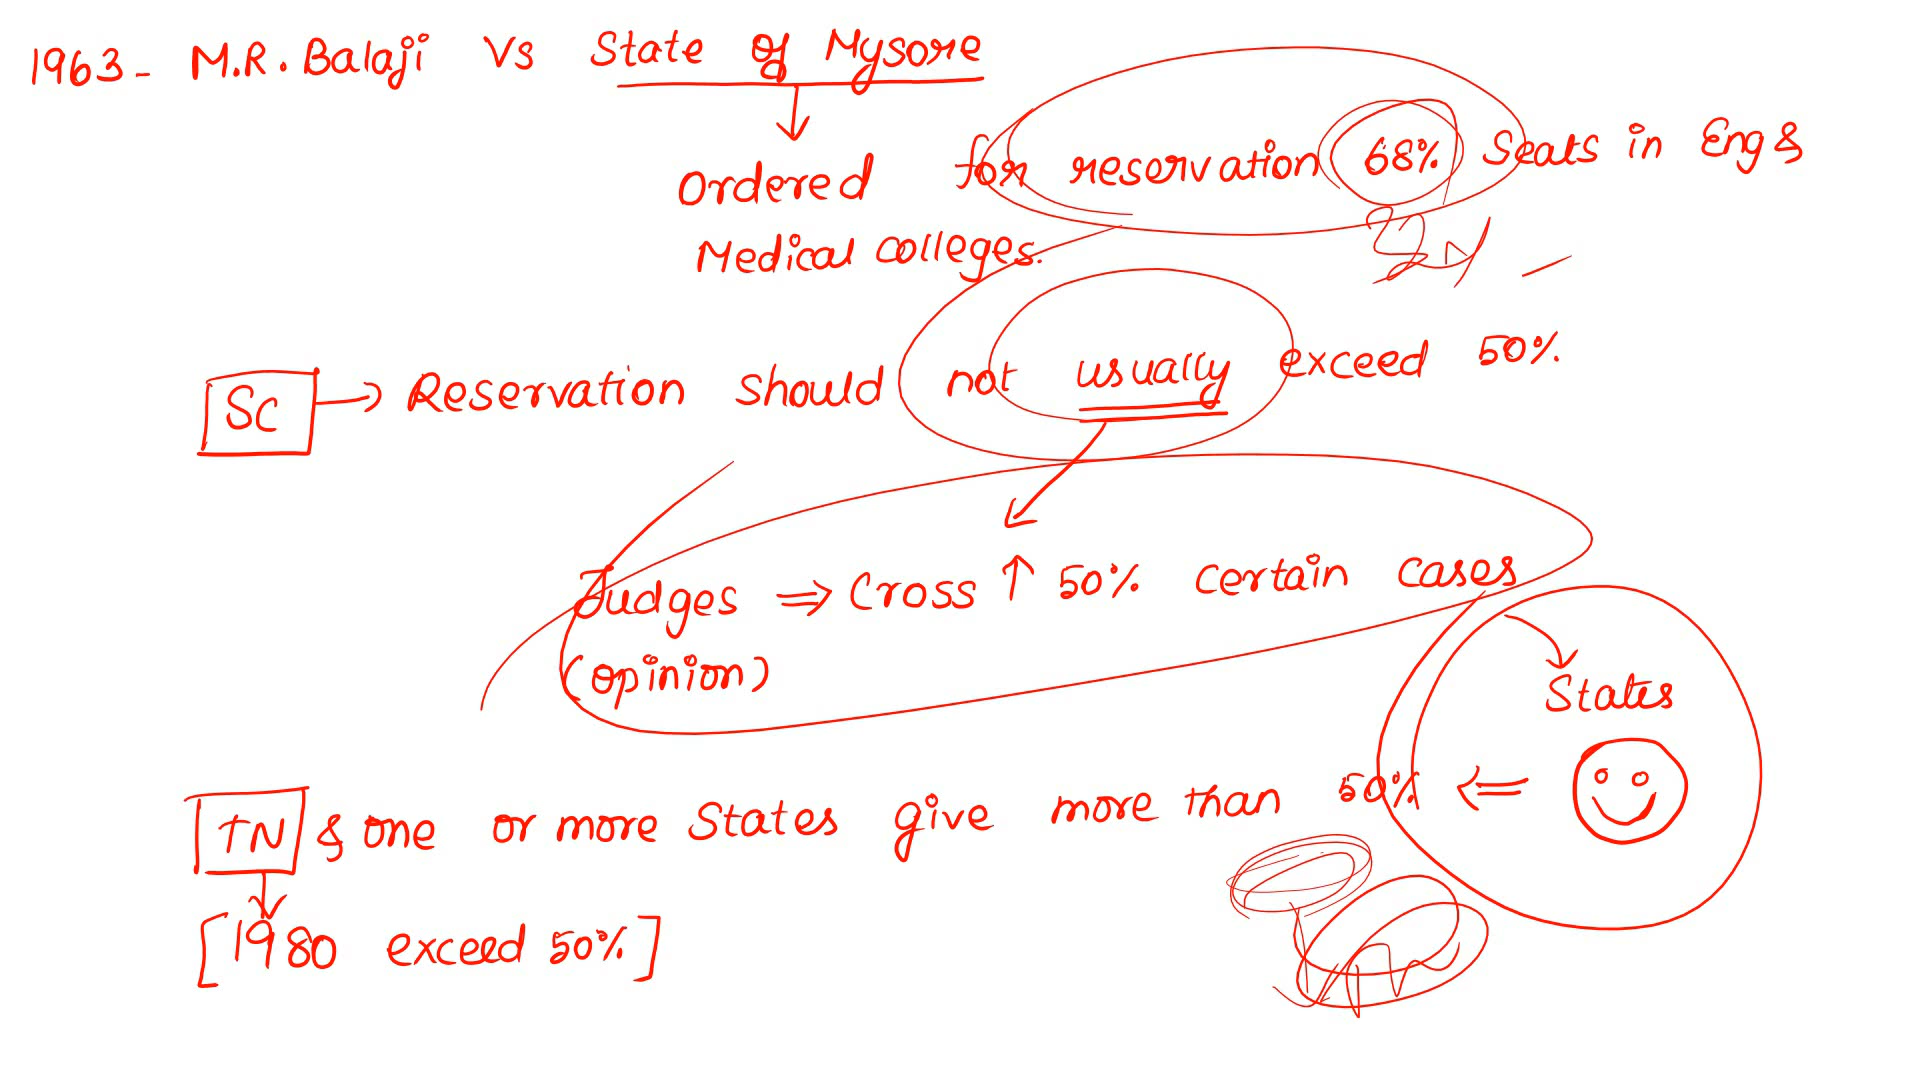 1963 - M.R. Balaji Vs State of Mysore
Ordered for reservation 68% Seats in Eng &
Medical colleges.
SC → Reservation should not usually exceed 50%.
Judges ⇒ Cross ↑ 50% certain cases
(opinion)
States
TN & one or more States give more than 50% ⇐
[1980 exceed 50%]